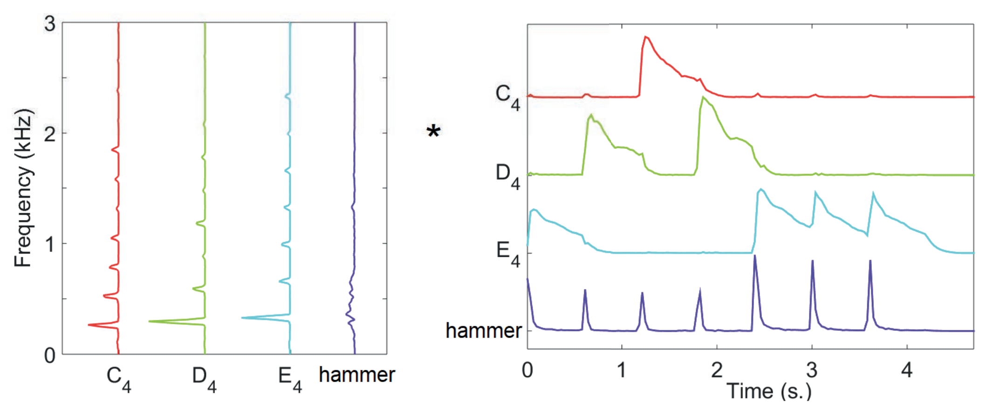 Frequency (kHz)
3
2
1
0
C4
D4
E4
hammer
*
C4
D4
E4
hammer
0
1
2
3
4
Time (s.)